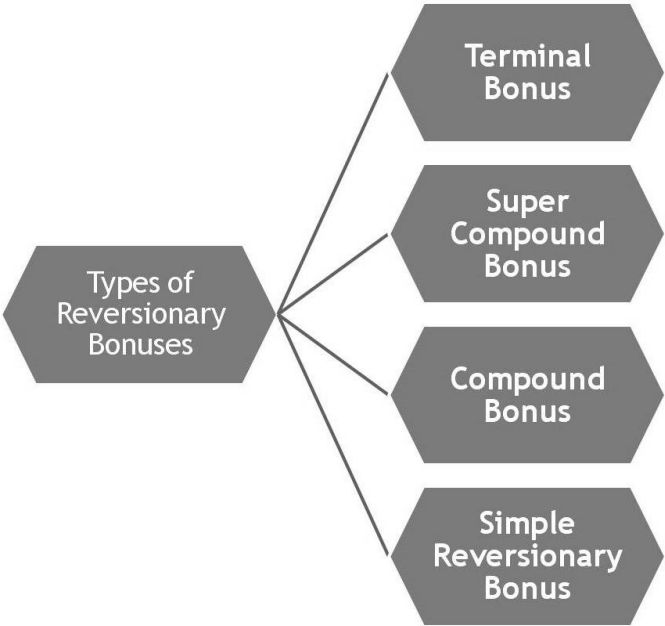 Types of
Reversionary
Bonuses
Terminal
Bonus
Super
Compound
Bonus
Compound
Bonus
Simple
Reversionary
Bonus